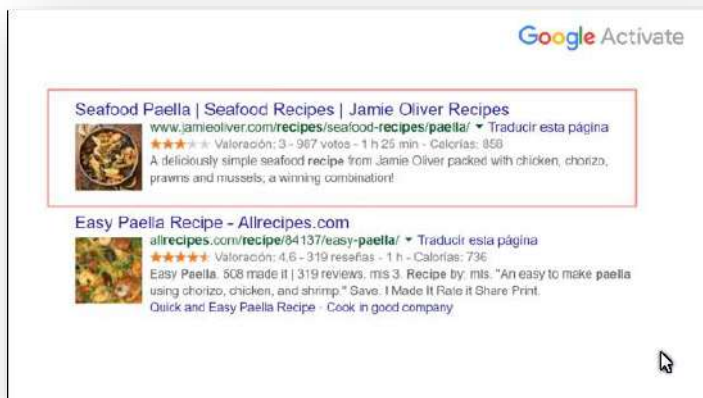 Google Activate
Seafood Paella | Seafood Recipes | Jamie Oliver Recipes
www.jamieoliver.com/recipes/seafood-recipes/paella/ ▾ Traducir esta página
Valoración: 3 - 967 votos - 1 h 25 min - Calorías: 858
A deliciously simple seafood recipe from Jamie Oliver packed with chicken, chorizo,
prawns and mussels; a winning combination!
Easy Paella Recipe - Allrecipes.com
allrecipes.com/recipe/84137/easy-paella/ ▾ Traducir esta página
Valoración: 4,6 - 319 reseñas - 1 h - Calorías: 736
Easy Paella. 508 made it | 319 reviews. mis 3. Recipe by: mls. "An easy to make paella
using chorizo, chicken, and shrimp." Save. I Made It Rate it Share Print.
Quick and Easy Paella Recipe · Cook in good company